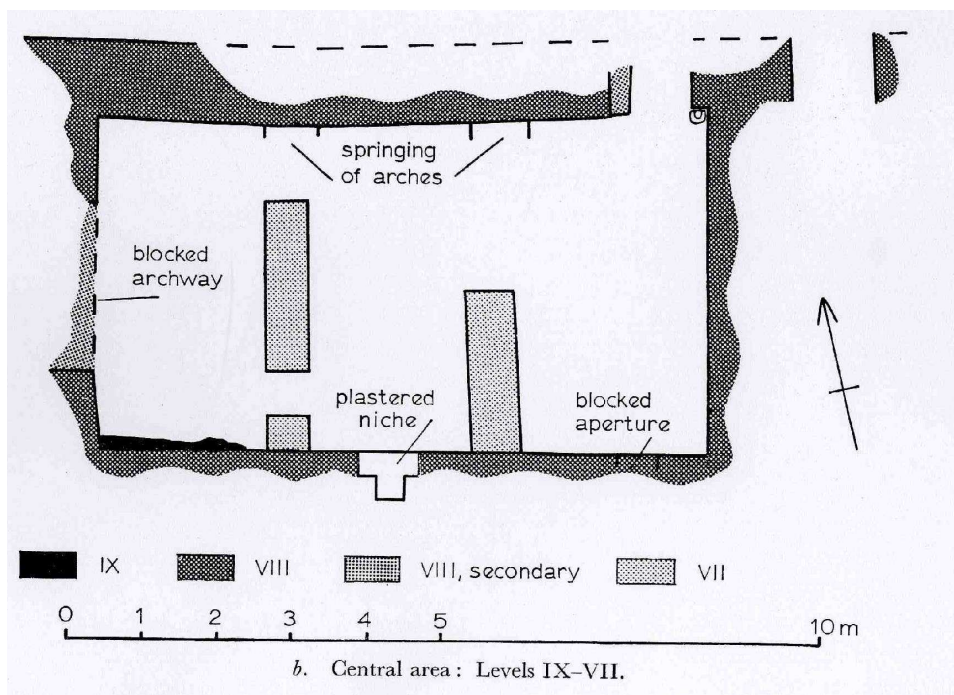 springing
of arches
blocked
archway
plastered
niche
blocked
aperture
IX VIII VIII, secondary VII
0 1 2 3 4 5 10 m
b. Central area : Levels IX–VII.